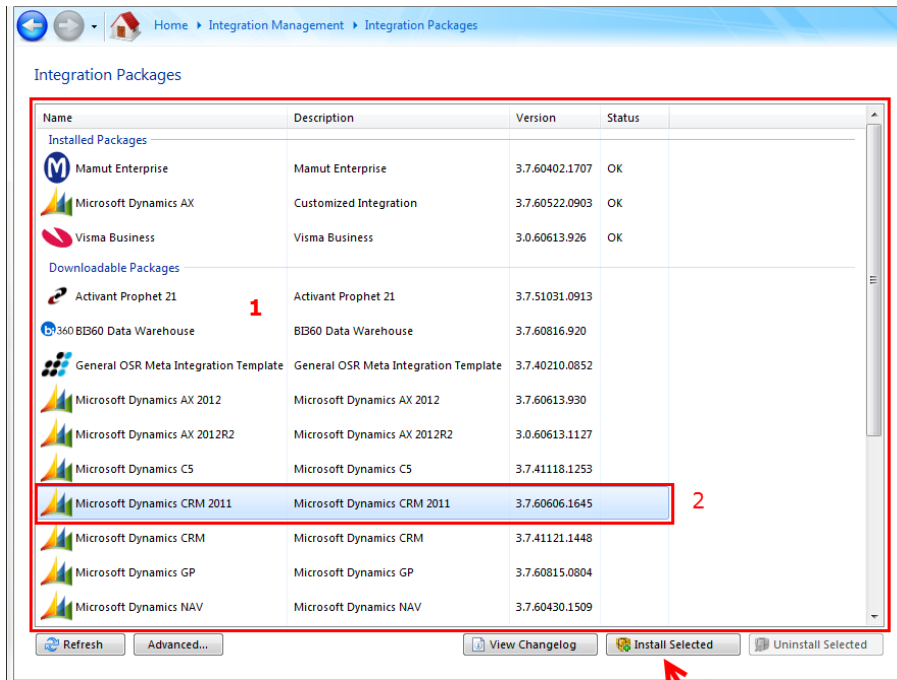 Home Integration Management Integration Packages
Integration Packages
Name Description Version Status
Installed Packages
Mamut Enterprise Mamut Enterprise 3.7.60402.1707 OK
Microsoft Dynamics AX Customized Integration 3.7.60522.0903 OK
Visma Business Visma Business 3.0.60613.926 OK
Downloadable Packages
Activant Prophet 21 Activant Prophet 21 3.7.51031.0913
1
bi360 BI360 Data Warehouse BI360 Data Warehouse 3.7.60816.920
General OSR Meta Integration Template General OSR Meta Integration Template 3.7.40210.0852
Microsoft Dynamics AX 2012 Microsoft Dynamics AX 2012 3.7.60613.930
Microsoft Dynamics AX 2012R2 Microsoft Dynamics AX 2012R2 3.0.60613.1127
Microsoft Dynamics C5 Microsoft Dynamics C5 3.7.41118.1253
Microsoft Dynamics CRM 2011 Microsoft Dynamics CRM 2011 3.7.60606.1645 2
Microsoft Dynamics CRM Microsoft Dynamics CRM 3.7.41121.1448
Microsoft Dynamics GP Microsoft Dynamics GP 3.7.60815.0804
Microsoft Dynamics NAV Microsoft Dynamics NAV 3.7.60430.1509
Refresh Advanced... View Changelog Install Selected Uninstall Selected